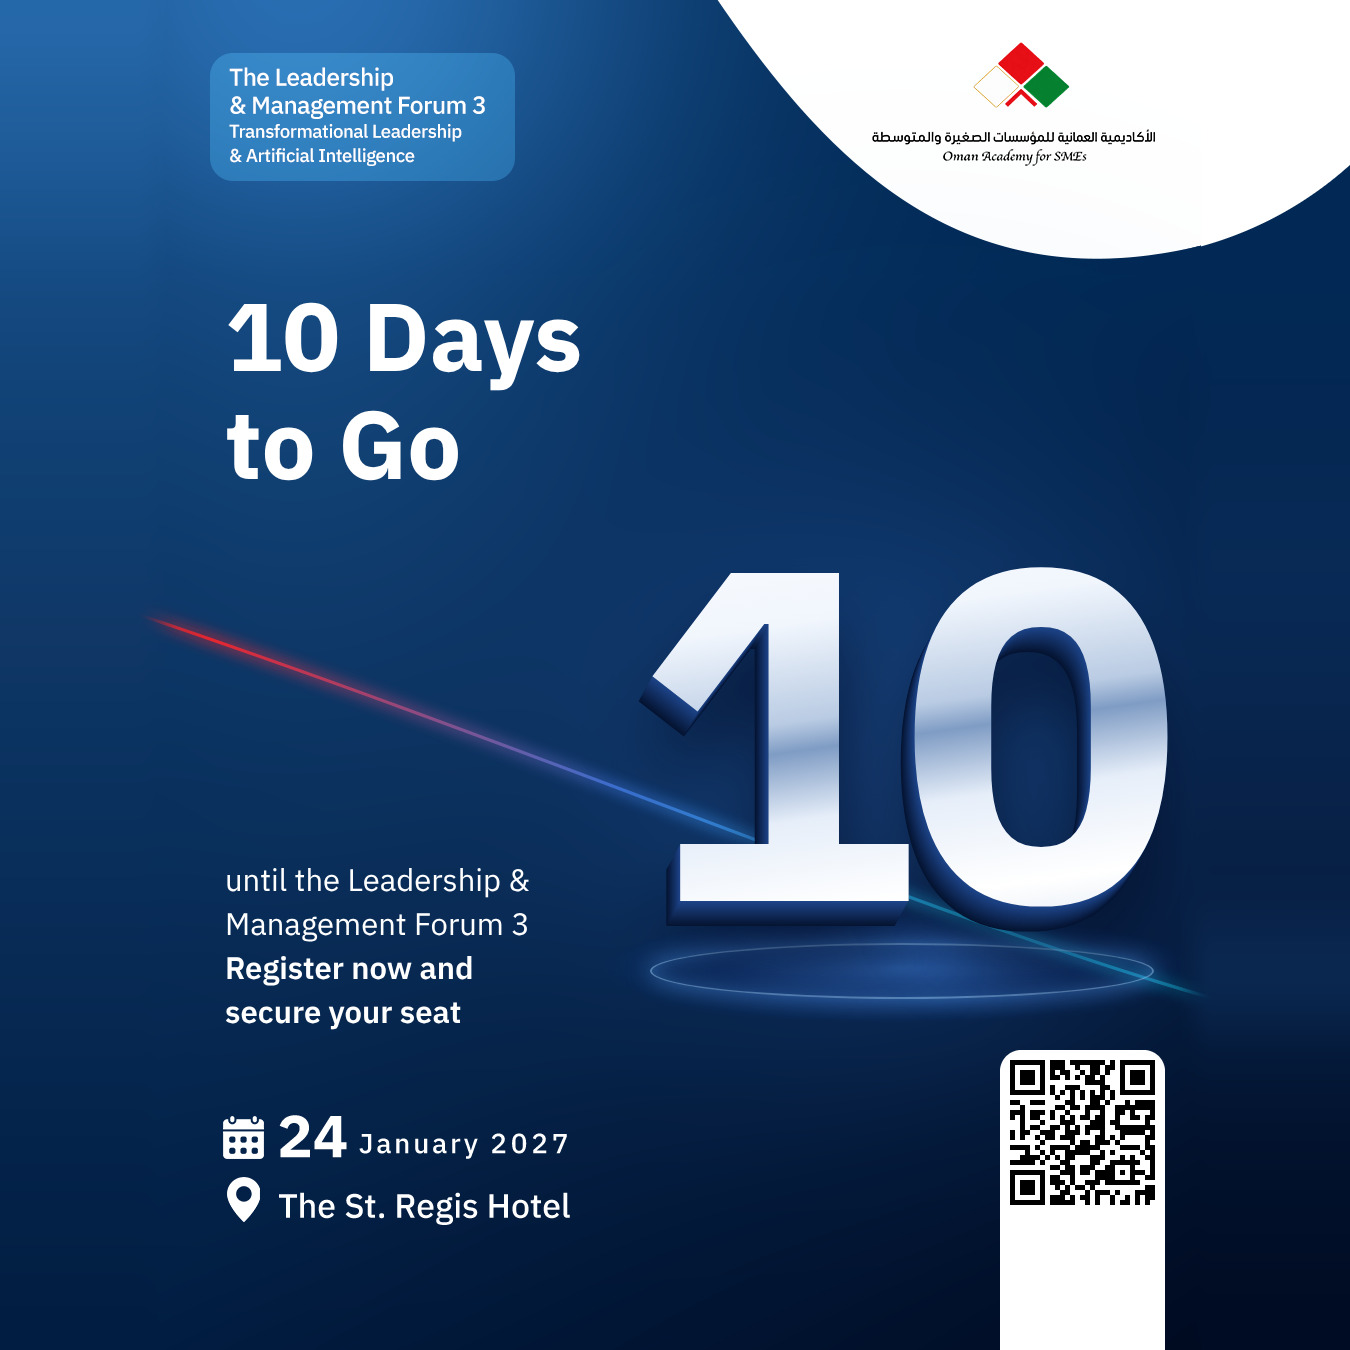 The Leadership
& Management Forum 3
Transformational Leadership
& Artificial Intelligence
الأكاديمية العمانية للمؤسسات الصغيرة والمتوسطة
Oman Academy for SMEs
10 Days
to Go
10
until the Leadership &
Management Forum 3
Register now and
secure your seat
24 January 2027
The St. Regis Hotel